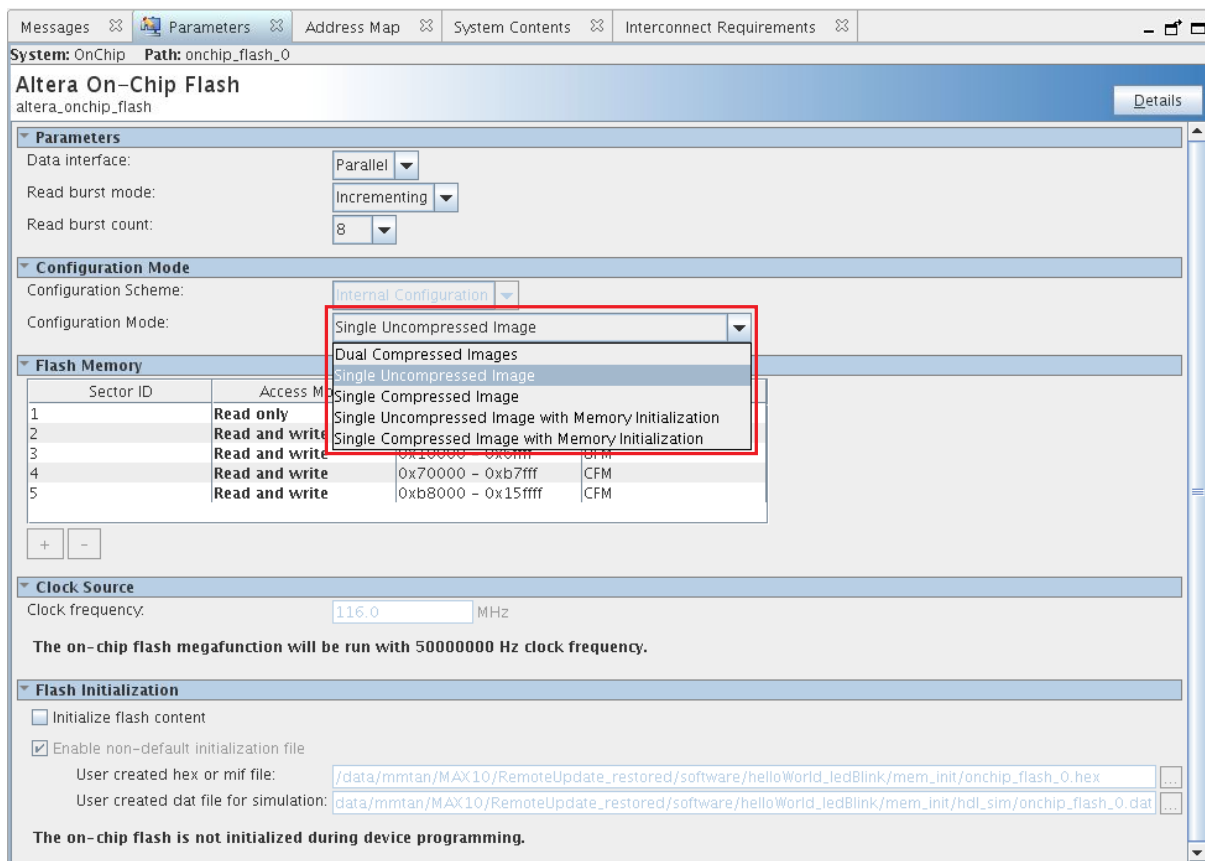 Messages Parameters Address Map System Contents Interconnect Requirements
System: OnChip Path: onchip_flash_0
Altera On-Chip Flash
altera_onchip_flash
Details
Parameters
Data interface: Parallel
Read burst mode: Incrementing
Read burst count: 8
Configuration Mode
Configuration Scheme: Internal Configuration
Configuration Mode: Single Uncompressed Image
Dual Compressed Images
Single Uncompressed Image
Single Compressed Image
Single Uncompressed Image with Memory Initialization
Single Compressed Image with Memory Initialization
Flash Memory
Sector ID Access
1 Read only
2 Read and write
3 Read and write
4 Read and write 0x70000 - 0xb7fff CFM
5 Read and write 0xb8000 - 0x15ffff CFM
+ -
Clock Source
Clock frequency: 116.0 MHz
The on-chip flash megafunction will be run with 50000000 Hz clock frequency.
Flash Initialization
Initialize flash content
Enable non-default initialization file
User created hex or mif file: /data/mmtan/MAX10/RemoteUpdate_restored/software/helloWorld_ledBlink/mem_init/onchip_flash_0.hex ...
User created dat file for simulation: data/mmtan/MAX10/RemoteUpdate_restored/software/helloWorld_ledBlink/mem_init/hdl_sim/onchip_flash_0.dat ...
The on-chip flash is not initialized during device programming.